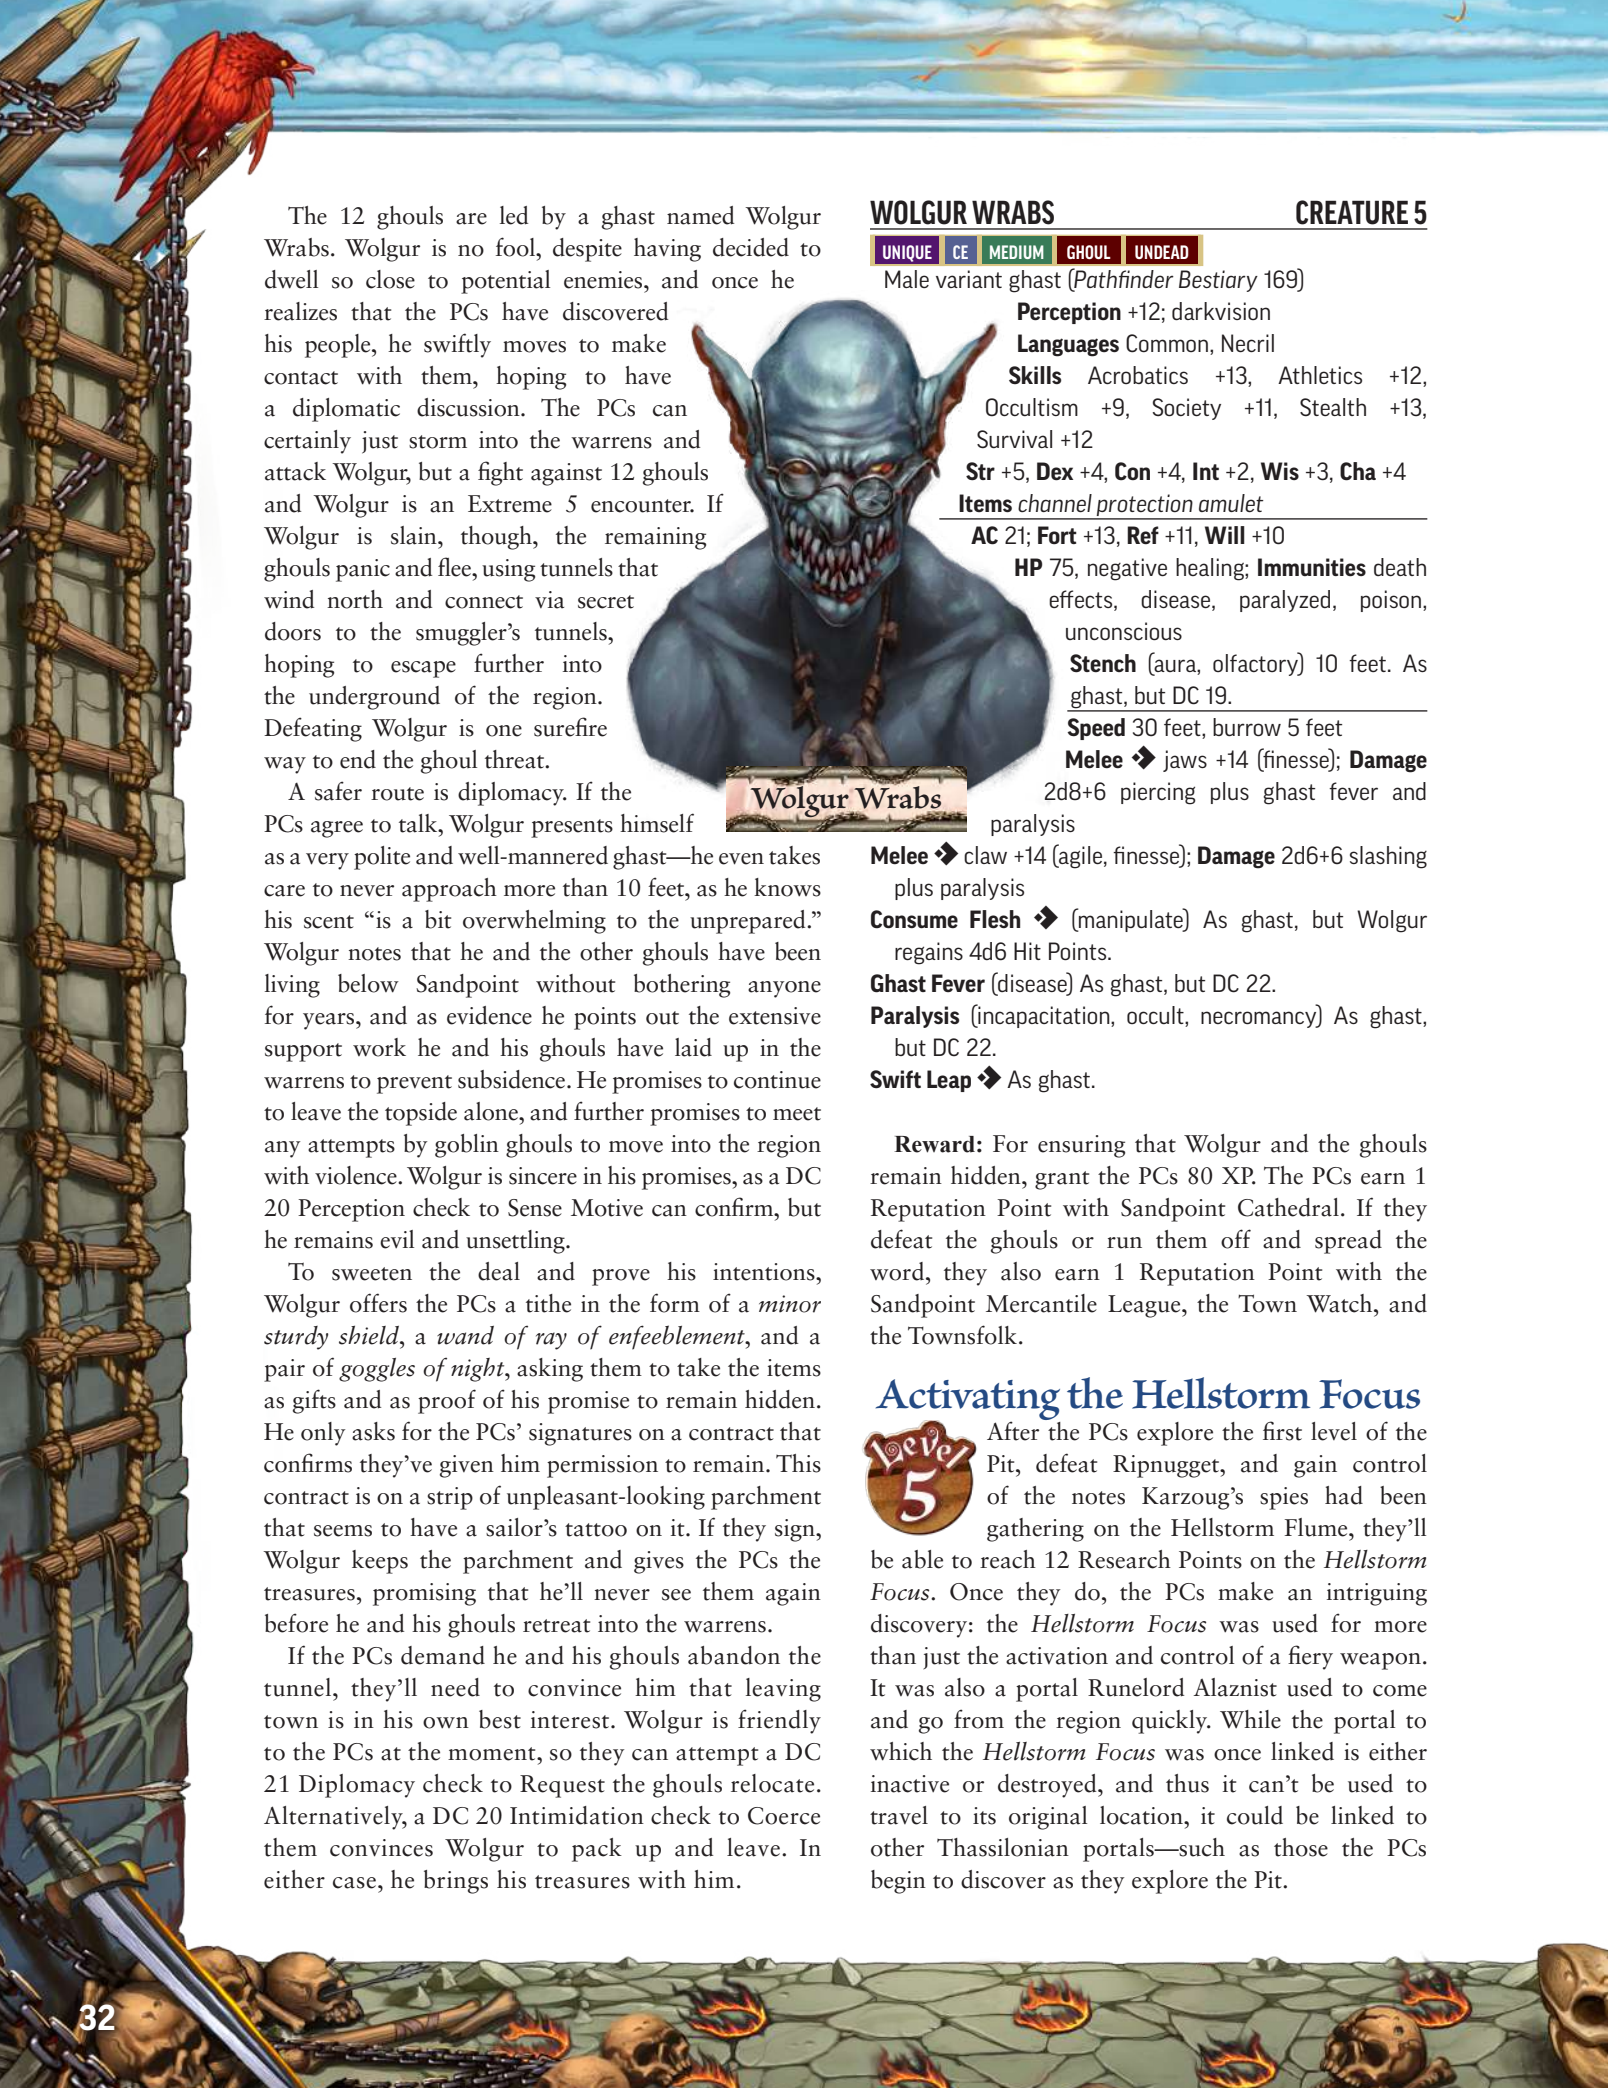 The 12 ghouls are led by a ghast named Wolgur
Wrabs. Wolgur is no fool, despite having decided to
dwell so close to potential enemies, and once he
realizes that the PCs have discovered
his people, he swiftly moves to make
contact with them, hoping to have
a diplomatic discussion. The PCs can
certainly just storm into the warrens and
attack Wolgur, but a fight against 12 ghouls
and Wolgur is an Extreme 5 encounter. If
Wolgur is slain, though, the remaining
ghouls panic and flee, using tunnels that
wind north and connect via secret
doors to the smuggler’s tunnels,
hoping to escape further into
the underground of the region.
Defeating Wolgur is one surefire
way to end the ghoul threat.
A safer route is diplomacy. If the
PCs agree to talk, Wolgur presents himself
as a very polite and well-mannered ghast—he even takes
care to never approach more than 10 feet, as he knows
his scent “is a bit overwhelming to the unprepared.”
Wolgur notes that he and the other ghouls have been
living below Sandpoint without bothering anyone
for years, and as evidence he points out the extensive
support work he and his ghouls have laid up in the
warrens to prevent subsidence. He promises to continue
to leave the topside alone, and further promises to meet
any attempts by goblin ghouls to move into the region
with violence. Wolgur is sincere in his promises, as a DC
20 Perception check to Sense Motive can confirm, but
he remains evil and unsettling.
To sweeten the deal and prove his intentions,
Wolgur offers the PCs a tithe in the form of a minor
sturdy shield, a wand of ray of enfeeblement, and a
pair of goggles of night, asking them to take the items
as gifts and as proof of his promise to remain hidden.
He only asks for the PCs’ signatures on a contract that
confirms they’ve given him permission to remain. This
contract is on a strip of unpleasant-looking parchment
that seems to have a sailor’s tattoo on it. If they sign,
Wolgur keeps the parchment and gives the PCs the
treasures, promising that he’ll never see them again
before he and his ghouls retreat into the warrens.
If the PCs demand he and his ghouls abandon the
tunnel, they’ll need to convince him that leaving
town is in his own best interest. Wolgur is friendly
to the PCs at the moment, so they can attempt a DC
21 Diplomacy check to Request the ghouls relocate.
Alternatively, a DC 20 Intimidation check to Coerce
them convinces Wolgur to pack up and leave. In
either case, he brings his treasures with him.
Wolgur Wrabs
WOLGUR WRABS CREATURE 5
UNIQUE CE MEDIUM GHOUL UNDEAD
Male variant ghast (Pathfinder Bestiary 169)
Perception +12; darkvision
Languages Common, Necril
Skills Acrobatics +13, Athletics +12,
Occultism +9, Society +11, Stealth +13,
Survival +12
Str +5, Dex +4, Con +4, Int +2, Wis +3, Cha +4
Items channel protection amulet
AC 21; Fort +13, Ref +11, Will +10
HP 75, negative healing; Immunities death
effects, disease, paralyzed, poison,
unconscious
Stench (aura, olfactory) 10 feet. As
ghast, but DC 19.
Speed 30 feet, burrow 5 feet
Melee jaws +14 (finesse); Damage
2d8+6 piercing plus ghast fever and
paralysis
Melee claw +14 (agile, finesse); Damage 2d6+6 slashing
plus paralysis
Consume Flesh (manipulate) As ghast, but Wolgur
regains 4d6 Hit Points.
Ghast Fever (disease) As ghast, but DC 22.
Paralysis (incapacitation, occult, necromancy) As ghast,
but DC 22.
Swift Leap As ghast.
Reward: For ensuring that Wolgur and the ghouls
remain hidden, grant the PCs 80 XP. The PCs earn 1
Reputation Point with Sandpoint Cathedral. If they
defeat the ghouls or run them off and spread the
word, they also earn 1 Reputation Point with the
Sandpoint Mercantile League, the Town Watch, and
the Townsfolk.
Activating the Hellstorm Focus
Level
5
After the PCs explore the first level of the
Pit, defeat Ripnugget, and gain control
of the notes Karzoug’s spies had been
gathering on the Hellstorm Flume, they’ll
be able to reach 12 Research Points on the Hellstorm
Focus. Once they do, the PCs make an intriguing
discovery: the Hellstorm Focus was used for more
than just the activation and control of a fiery weapon.
It was also a portal Runelord Alaznist used to come
and go from the region quickly. While the portal to
which the Hellstorm Focus was once linked is either
inactive or destroyed, and thus it can’t be used to
travel to its original location, it could be linked to
other Thassilonian portals—such as those the PCs
begin to discover as they explore the Pit.
32